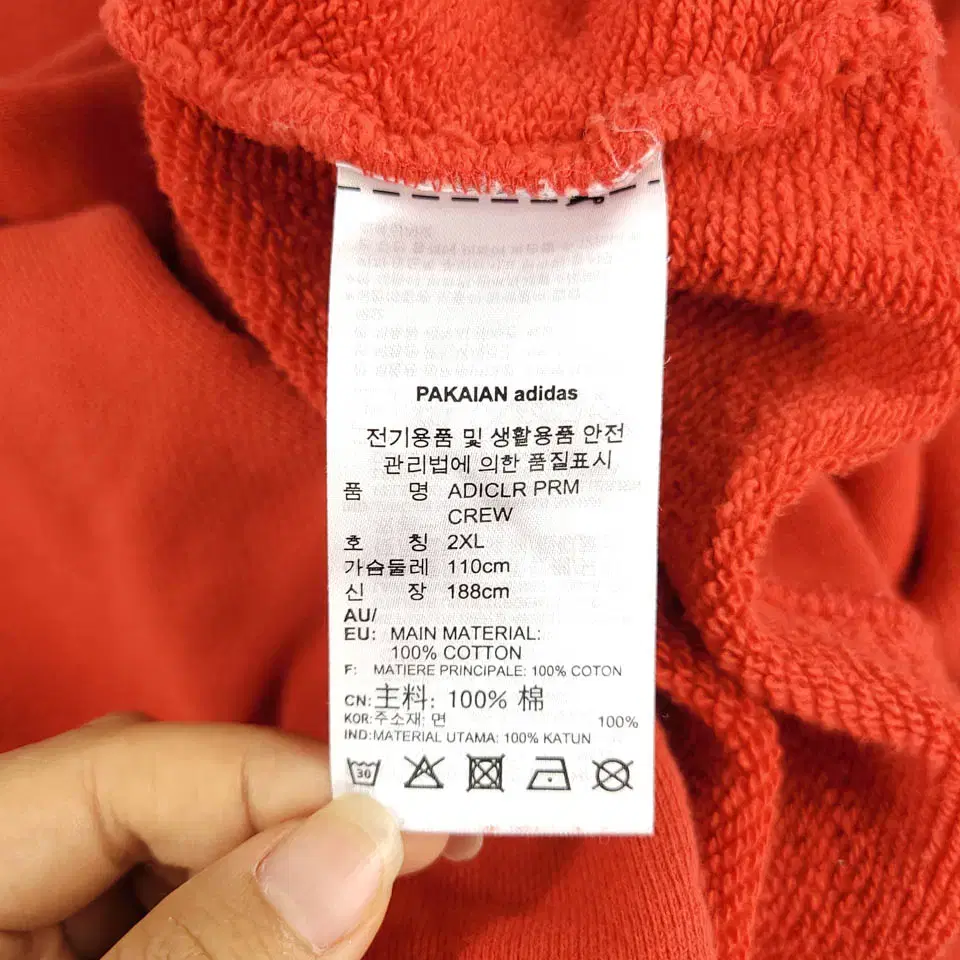 PAKAIAN adidas
전기용품 및 생활용품 안전
관리법에 의한 품질표시
품 명 ADICLR PRM
CREW
호 칭 2XL
가슴둘레 110cm
신 장 188cm
AU/
EU: MAIN MATERIAL:
100% COTTON
F: MATIERE PRINCIPALE: 100% COTON
CN: 主料: 100% 棉
KOR: 주소재: 면 100%
IND: MATERIAL UTAMA: 100% KATUN
30